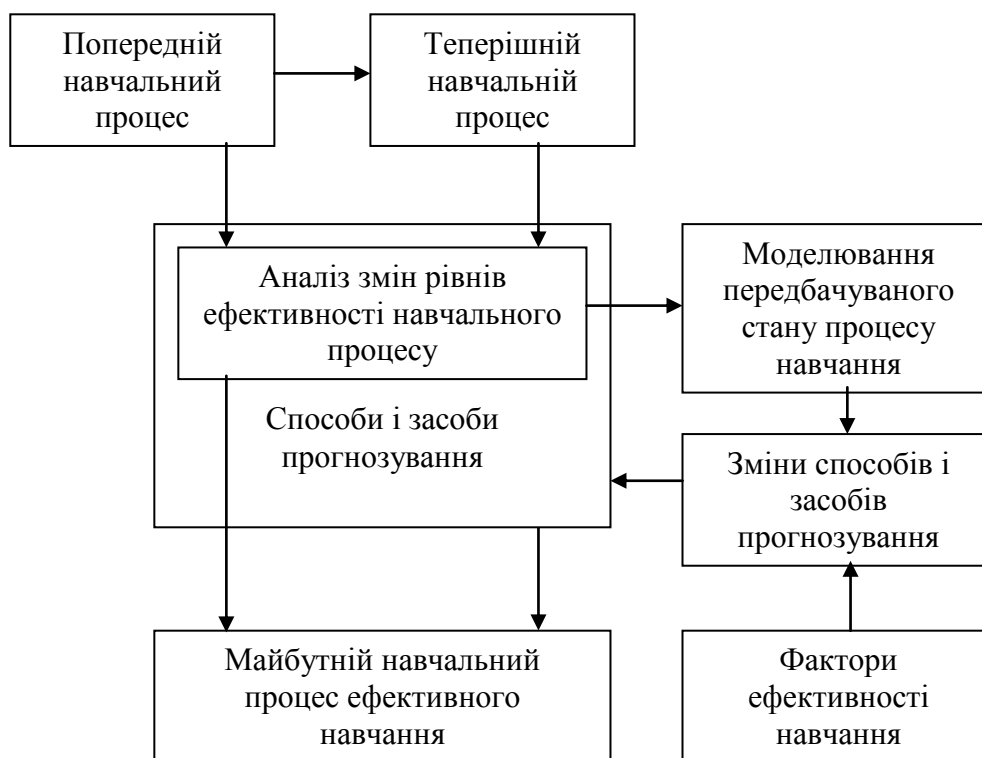 Попередній
навчальний
процес
Теперішній
навчальній
процес
Аналіз змін рівнів
ефективності навчального
процесу
Способи і засоби
прогнозування
Моделювання
передбачуваного
стану процесу
навчання
Зміни способів і
засобів
прогнозування
Майбутній навчальний
процес ефективного
навчання
Фактори
ефективності
навчання